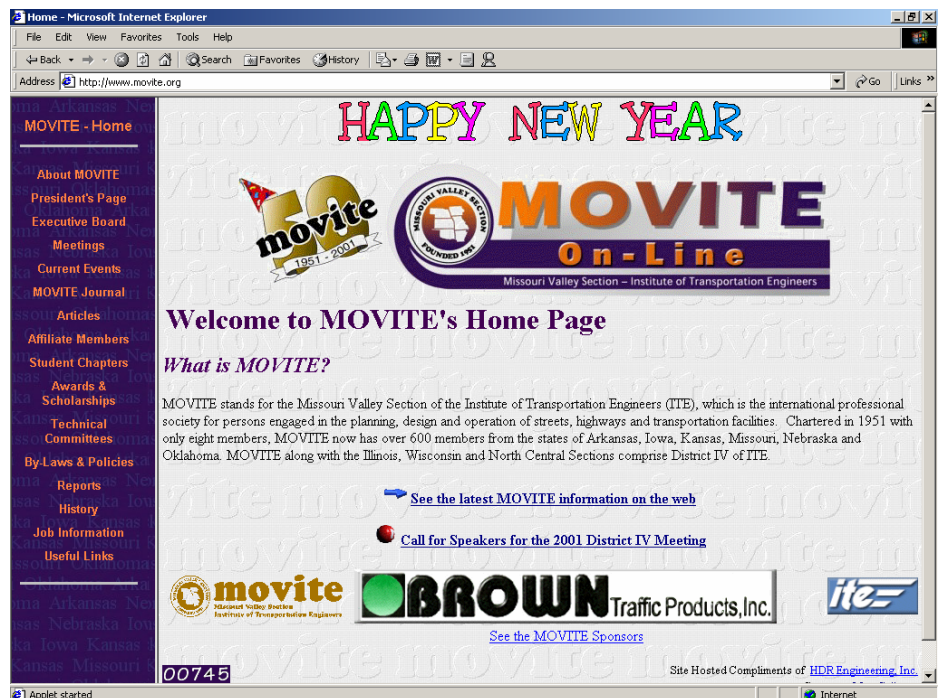 Home - Microsoft Internet Explorer
File Edit View Favorites Tools Help
Back Search Favorites History
Address http://www.movite.org Go Links »
MOVITE - Home
About MOVITE
President's Page
Executive Board
Meetings
Current Events
MOVITE Journal
Articles
Affiliate Members
Student Chapters
Awards &
Scholarships
Technical
Committees
By-Laws & Policies
Reports
History
Job Information
Useful Links
HAPPY NEW YEAR
50
movite
1951 - 2001
MISSOURI VALLEY SECTION
FOUNDED 1951
MOVITE
On-Line
Missouri Valley Section – Institute of Transportation Engineers
Welcome to MOVITE's Home Page
What is MOVITE?
MOVITE stands for the Missouri Valley Section of the Institute of Transportation Engineers (ITE), which is the international professional
society for persons engaged in the planning, design and operation of streets, highways and transportation facilities. Chartered in 1951 with
only eight members, MOVITE now has over 600 members from the states of Arkansas, Iowa, Kansas, Missouri, Nebraska and
Oklahoma. MOVITE along with the Illinois, Wisconsin and North Central Sections comprise District IV of ITE.
See the latest MOVITE information on the web
Call for Speakers for the 2001 District IV Meeting
movite
Missouri Valley Section
Institute of Transportation Engineers
BROWN Traffic Products, Inc.
ite
See the MOVITE Sponsors
00745
Site Hosted Compliments of HDR Engineering, Inc.
Applet started
Internet